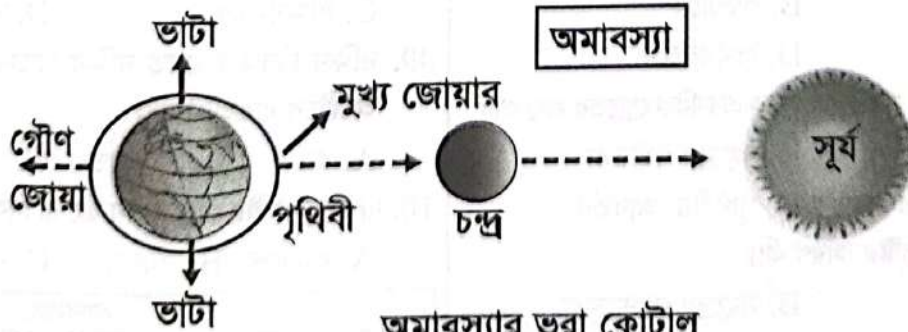 ভাটা
অমাবস্যা
মুখ্য জোয়ার
গৌণ
জোয়া
সূর্য
পৃথিবী
চন্দ্র
ভাটা
অমাবস্যার ভরা কোটাল